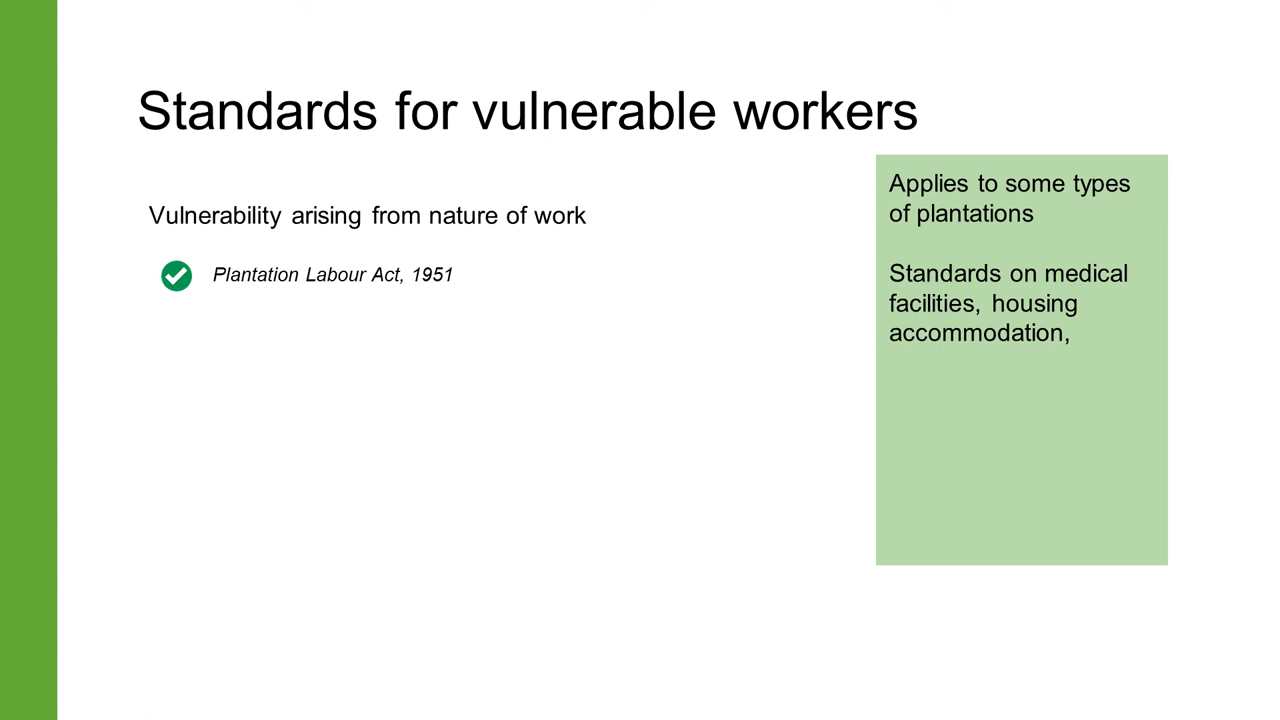 Standards for vulnerable workers
Vulnerability arising from nature of work
Plantation Labour Act, 1951
Applies to some types
of plantations
Standards on medical
facilities, housing
accommodation,